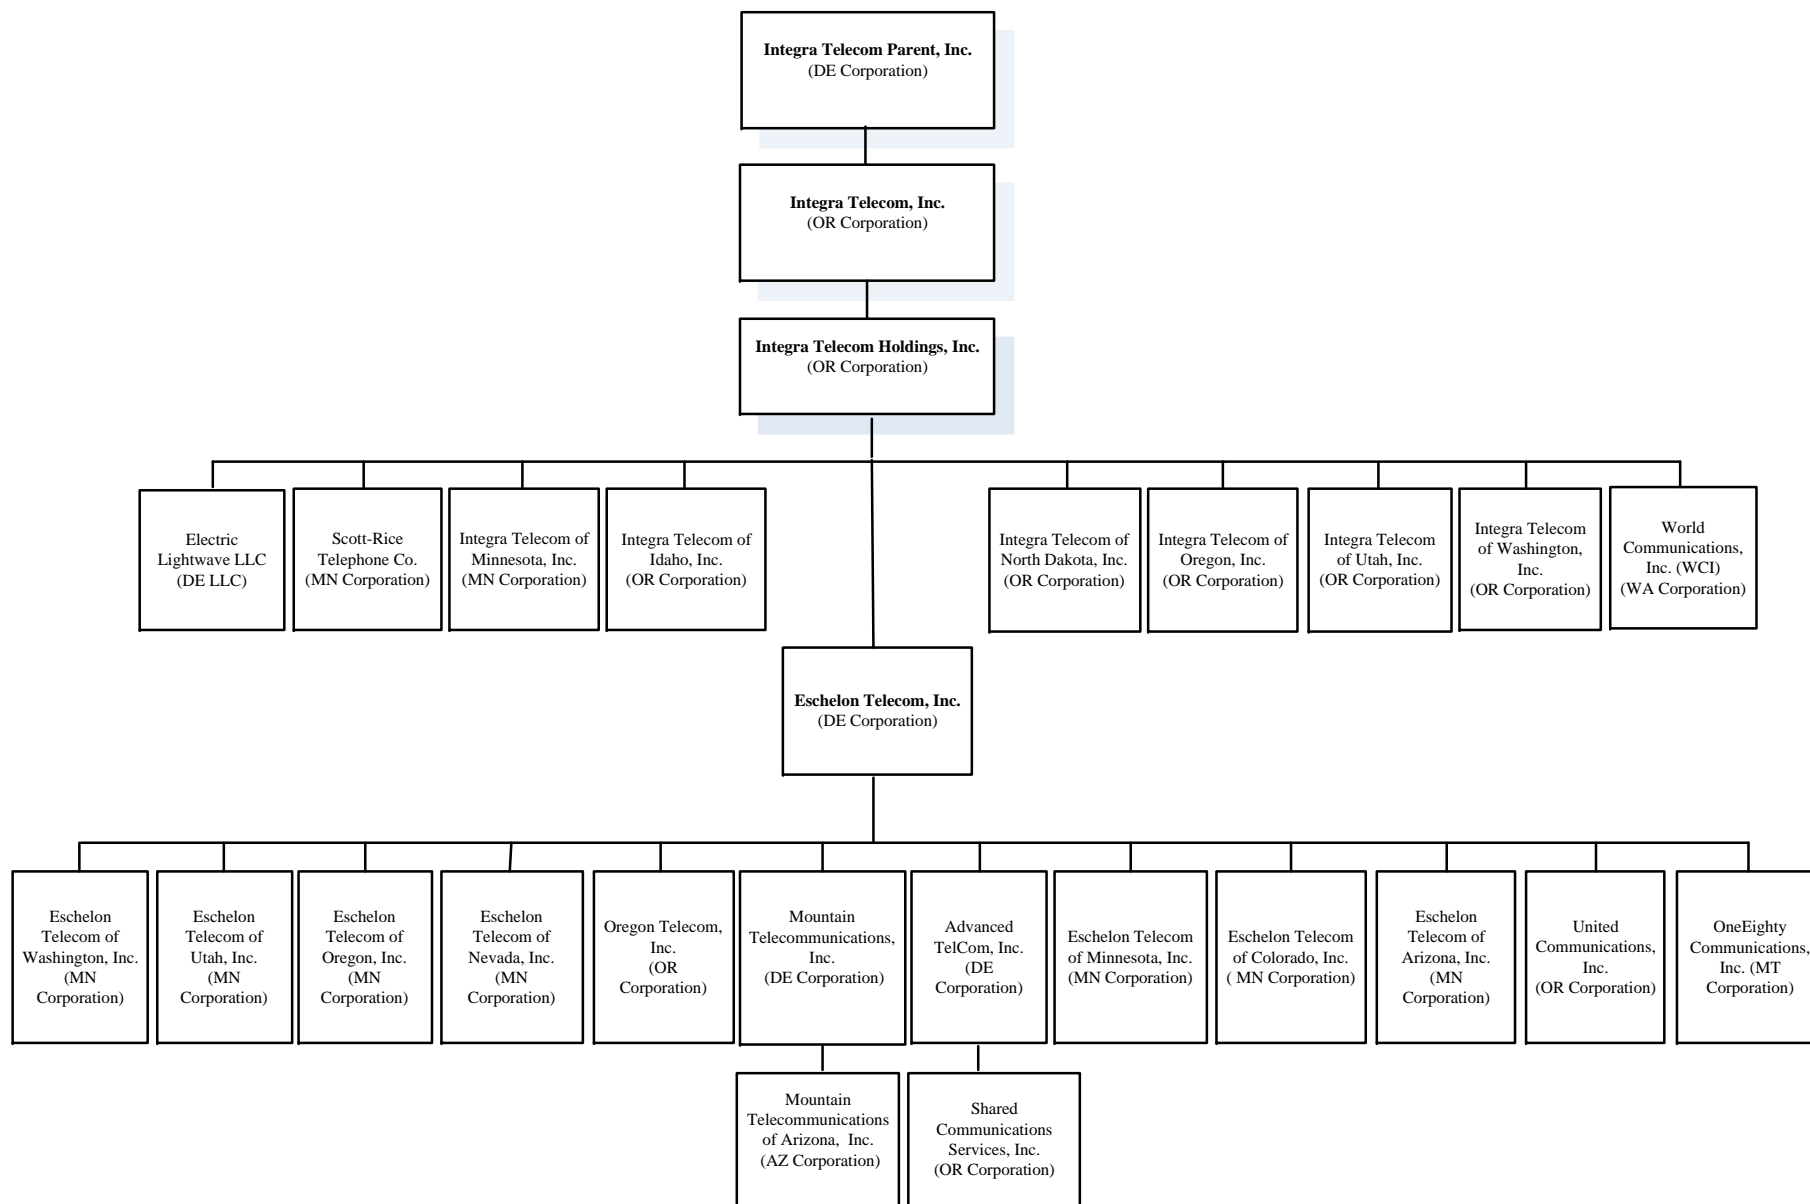 Integra Telecom Parent, Inc.
(DE Corporation)
Integra Telecom, Inc.
(OR Corporation)
Integra Telecom Holdings, Inc.
(OR Corporation)
Electric
Lightwave LLC
(DE LLC)
Scott-Rice
Telephone Co.
(MN Corporation)
Integra Telecom of
Minnesota, Inc.
(MN Corporation)
Integra Telecom of
Idaho, Inc.
(OR Corporation)
Integra Telecom of
North Dakota, Inc.
(OR Corporation)
Integra Telecom of
Oregon, Inc.
(OR Corporation)
Integra Telecom
of Utah, Inc.
(OR Corporation)
Integra Telecom
of Washington,
Inc.
(OR Corporation)
World
Communications,
Inc. (WCI)
(WA Corporation)
Eschelon Telecom, Inc.
(DE Corporation)
Eschelon
Telecom of
Washington, Inc.
(MN
Corporation)
Eschelon
Telecom of
Utah, Inc.
(MN
Corporation)
Eschelon
Telecom of
Oregon, Inc.
(MN
Corporation)
Eschelon
Telecom of
Nevada, Inc.
(MN
Corporation)
Oregon Telecom,
Inc.
(OR
Corporation)
Mountain
Telecommunications,
Inc.
(DE Corporation)
Advanced
TelCom, Inc.
(DE
Corporation)
Eschelon Telecom
of Minnesota, Inc.
(MN Corporation)
Eschelon Telecom
of Colorado, Inc.
( MN Corporation)
Eschelon
Telecom of
Arizona, Inc.
(MN
Corporation)
United
Communications,
Inc.
(OR Corporation)
OneEighty
Communications,
Inc. (MT
Corporation)
Mountain
Telecommunications
of Arizona,  Inc.
(AZ Corporation)
Shared
Communications
Services, Inc.
(OR Corporation)